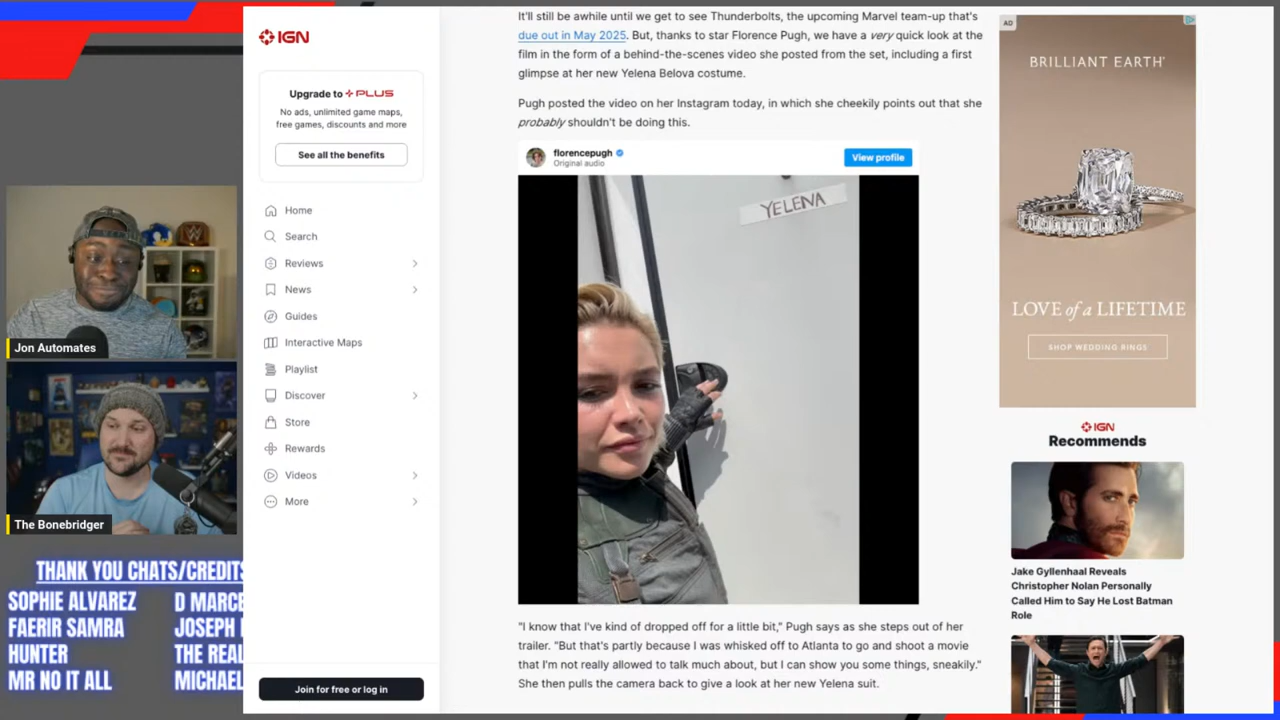 Jon Automates
The Bonebridger
THANK YOU CHATS/CREDITS
SOPHIE ALVAREZ
FAERIR SAMRA
HUNTER
MR NO IT ALL
D MARCE
JOSEPH
THE REAL
MICHAEL
IGN
Upgrade to PLUS
No ads, unlimited game maps,
free games, discounts and more
See all the benefits
Home
Search
Reviews
News
Guides
Interactive Maps
Playlist
Discover
Store
Rewards
Videos
More
Join for free or log in
It'll still be awhile until we get to see Thunderbolts, the upcoming Marvel team-up that's
due out in May 2025. But, thanks to star Florence Pugh, we have a very quick look at the
film in the form of a behind-the-scenes video she posted from the set, including a first
glimpse at her new Yelena Belova costume.
Pugh posted the video on her Instagram today, in which she cheekily points out that she
probably shouldn't be doing this.
florencepugh
Original audio
View profile
YELENA
"I know that I've kind of dropped off for a little bit," Pugh says as she steps out of her
trailer. "But that's partly because I was whisked off to Atlanta to go and shoot a movie
that I'm not really allowed to talk much about, but I can show you some things, sneakily."
She then pulls the camera back to give a look at her new Yelena suit.
AD
BRILLIANT EARTH
LOVE of a LIFETIME
SHOP WEDDING RINGS
IGN
Recommends
Jake Gyllenhaal Reveals
Christopher Nolan Personally
Called Him to Say He Lost Batman
Role